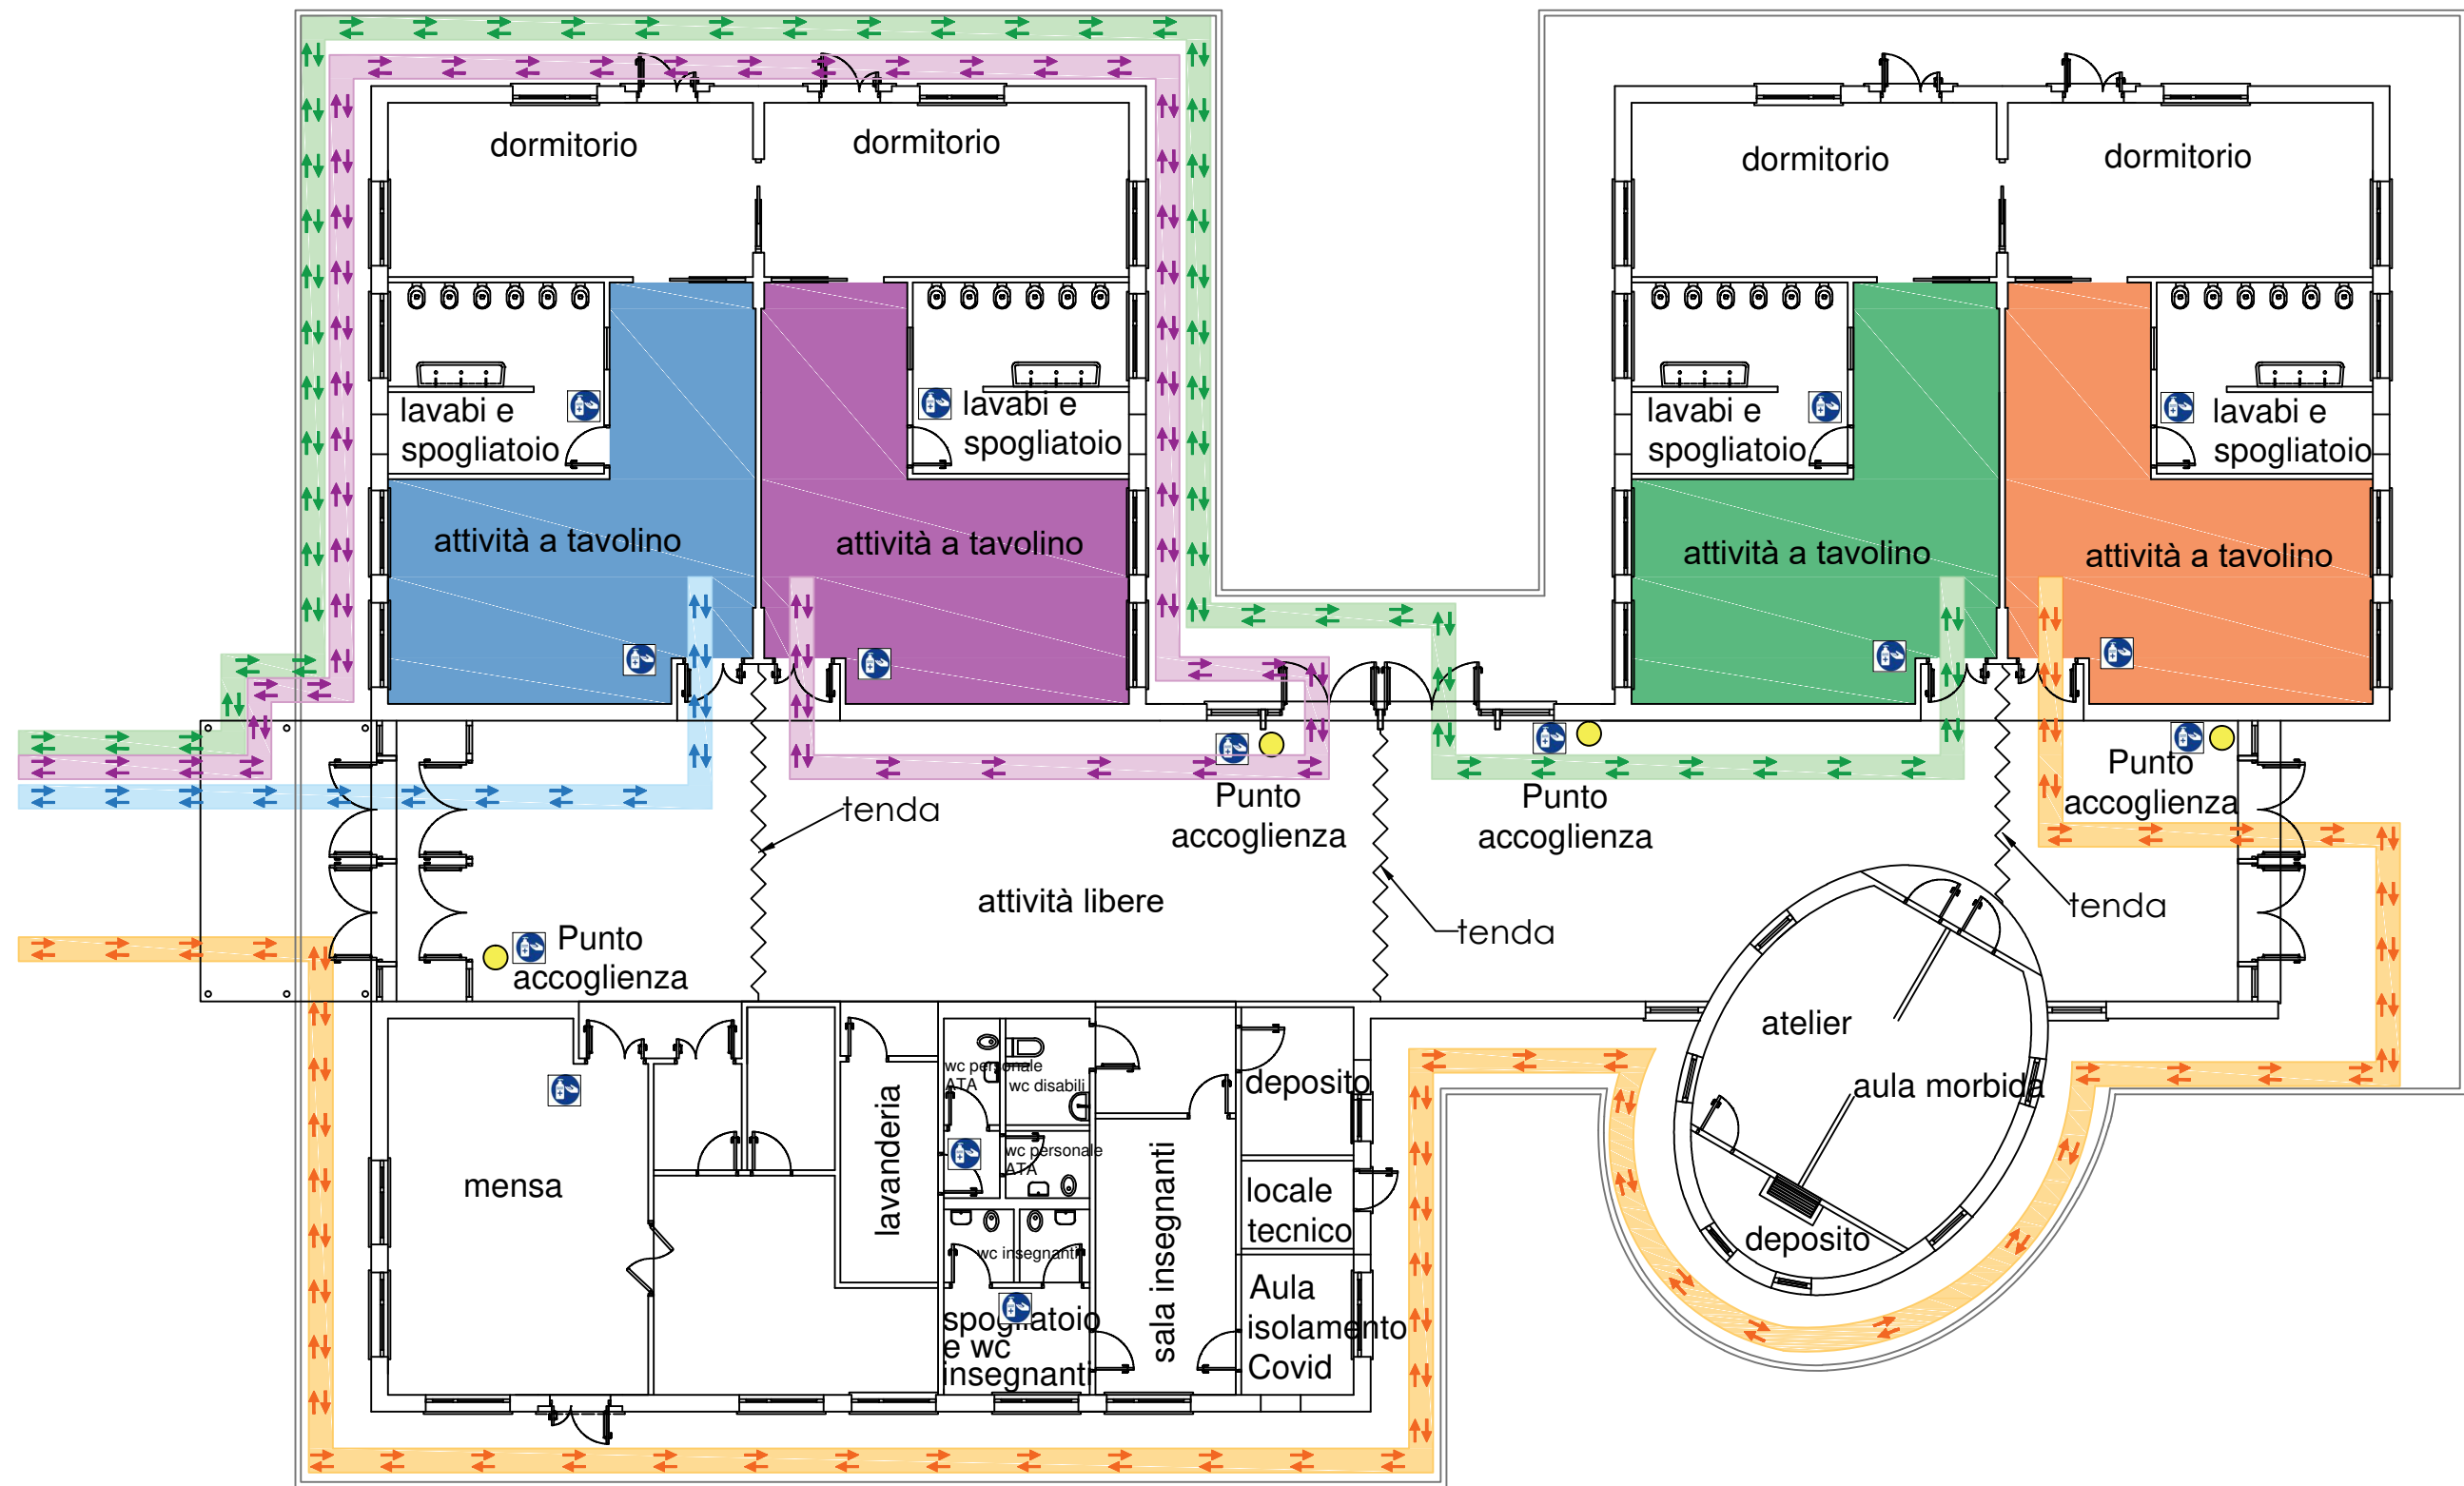 dormitorio
dormitorio
dormitorio
dormitorio
lavabi e
spogliatoio
lavabi e
spogliatoio
lavabi e
spogliatoio
lavabi e
spogliatoio
attività a tavolino
attività a tavolino
attività a tavolino
attività a tavolino
Punto
accoglienza
Punto
accoglienza
Punto
accoglienza
tenda
attività libere
tenda
tenda
Punto
accoglienza
atelier
aula morbida
deposito
mensa
lavanderia
wc personale
ATA
wc disabili
wc personale
ATA
wc insegnanti
spogliatoio
e wc
insegnanti
sala insegnanti
deposito
locale
tecnico
Aula
isolamento
Covid